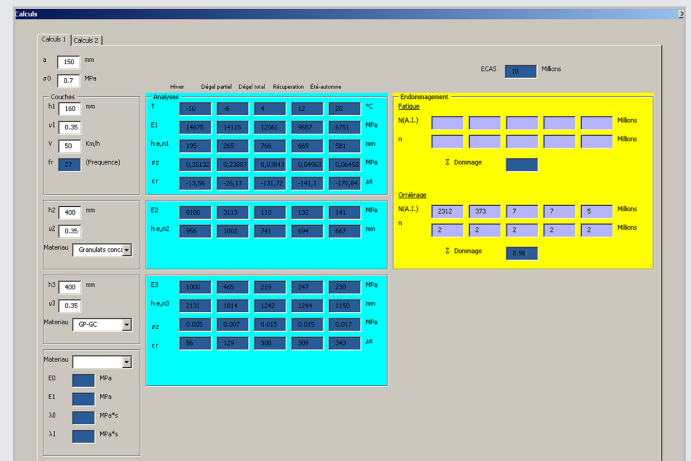 Calculs
Calculs 1 Calculs 2
a 150 mm
σ0 0.7 MPa
ECAS 10 Millions
Hiver Dégel partiel Dégel total Récuperation Été-automne
Couches
h1 160 mm
ν1 0.35
V 50 Km/h
fr 27 (Frequence)
Analyses
T -10 -6 4 12 20 °C
E1 14675 14115 12061 9657 6751 MPa
h e,n1 195 265 766 669 581 mm
σz 0,35132 0,23887 0,03843 0,04963 0,06458 MPa
εr -13,56 -26,17 -131,72 -141,1 -170,84 με
Endommagement
Fatigue
N(A.I.) Millions
n Millions
Σ Dommage
Orniérage
N(A.I.) 2312 373 7 7 5 Millions
n 2 2 2 2 2 Millions
Σ Dommage 0.98
h2 400 mm
ν2 0.35
Materiau Granulats conca
E2 8100 3113 110 132 141 MPa
h e,n2 956 1002 741 694 667 mm
h3 400 mm
ν3 0.35
Materiau GP-GC
E3 1000 465 219 247 230 MPa
h e,n3 2131 1814 1242 1244 1150 mm
σz 0.005 0.007 0.015 0.015 0.017 MPa
εr 86 129 308 309 343 με
Materiau
E0 MPa
E1 MPa
λ0 MPa*s
λ1 MPa*s